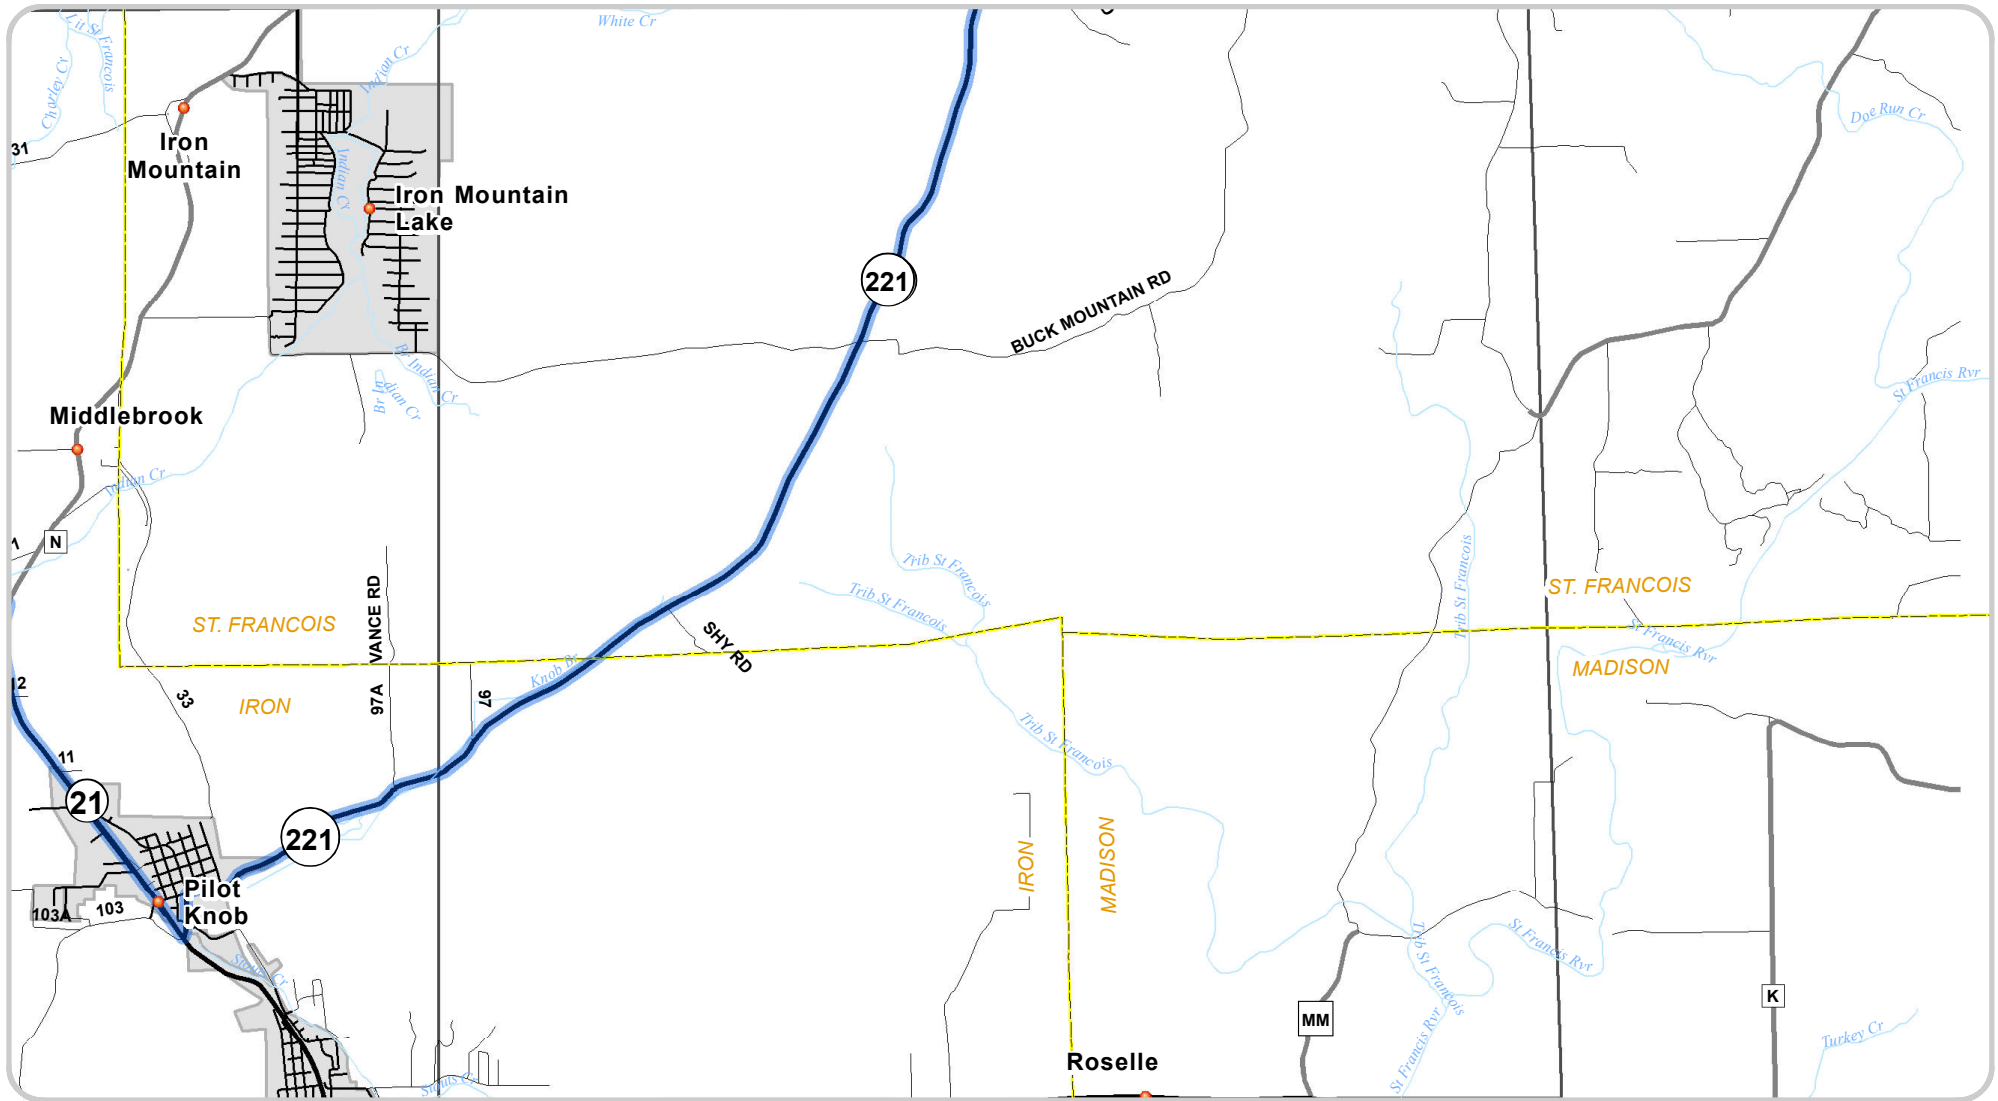 White Cr
Lit St Francois
Charley Cr
Indian Cr
Doe Run Cr
31
Iron
Mountain
Indian Cr
Iron Mountain
Lake
221
BUCK MOUNTAIN RD
Br Indian Cr
Br Indian Cr
St Francis Rvr
Middlebrook
Indian Cr
N
1
Trib St Francois
Trib St Francois
Trib St Francois
VANCE RD
ST. FRANCOIS
ST. FRANCOIS
SHY RD
St Francis Rvr
Knob Br
MADISON
12
33
IRON
97A
97
Trib St Francois
11
21
221
IRON
MADISON
Pilot
Knob
103A
103
Trib St Francois
St Francis Rvr
Stouts Cr
MM
K
St Francis Rvr
Turkey Cr
Roselle
Stouts Cr